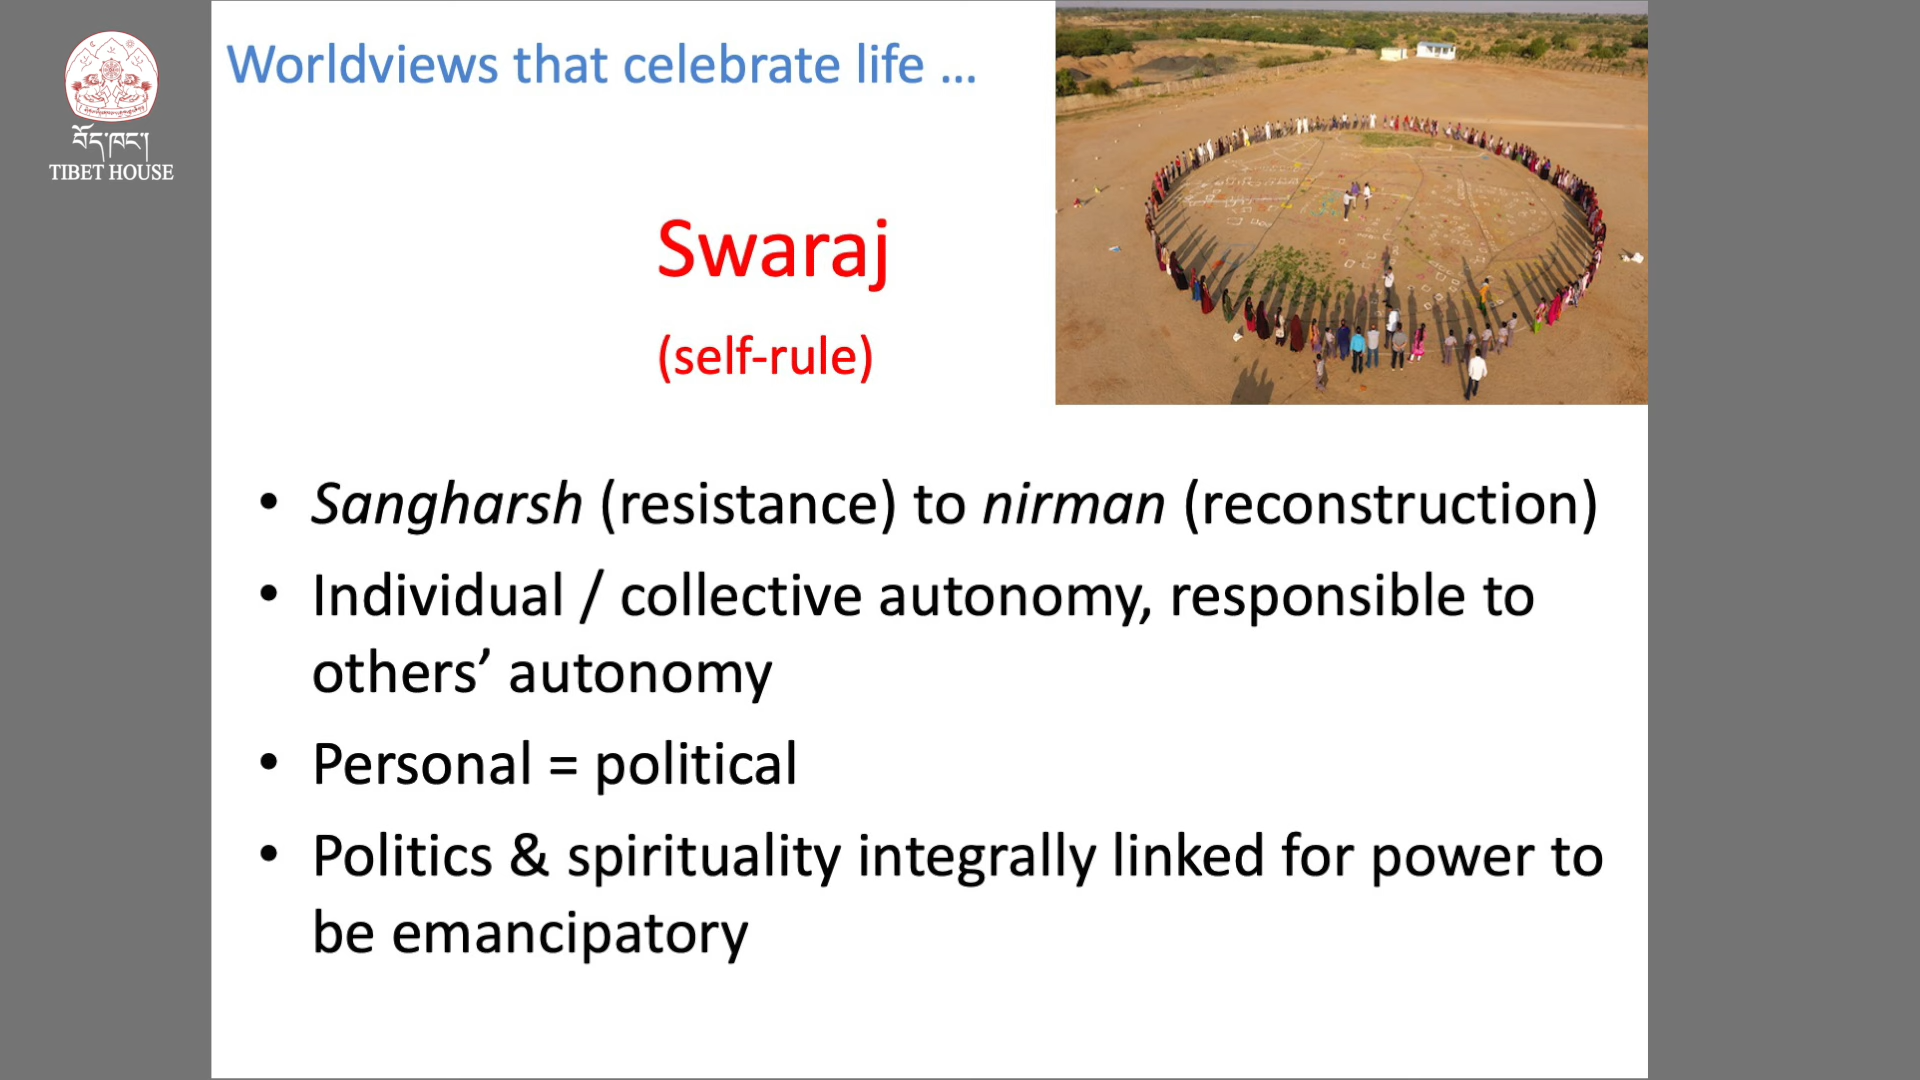 བོད་ཁང་།
TIBET HOUSE
Worldviews that celebrate life ...
Swaraj
(self-rule)
• Sangharsh (resistance) to nirman (reconstruction)
• Individual / collective autonomy, responsible to
others’ autonomy
• Personal = political
• Politics & spirituality integrally linked for power to
be emancipatory